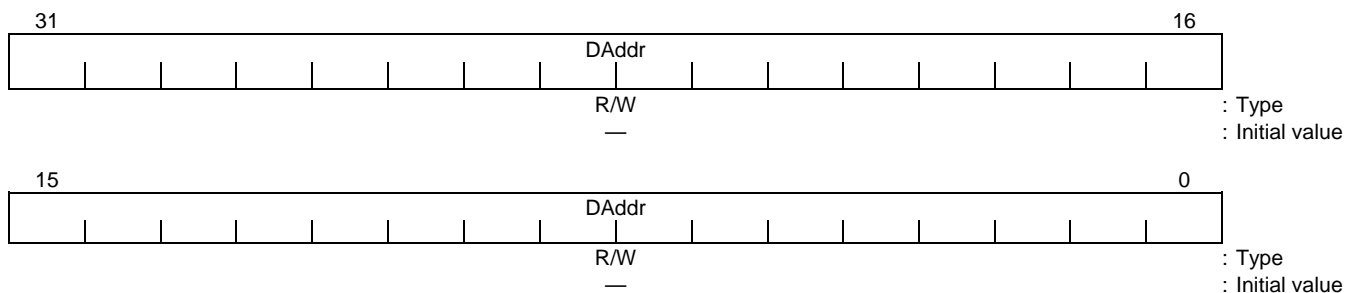 31 16
DAddr
R/W : Type
— : Initial value
15 0
DAddr
R/W : Type
— : Initial value